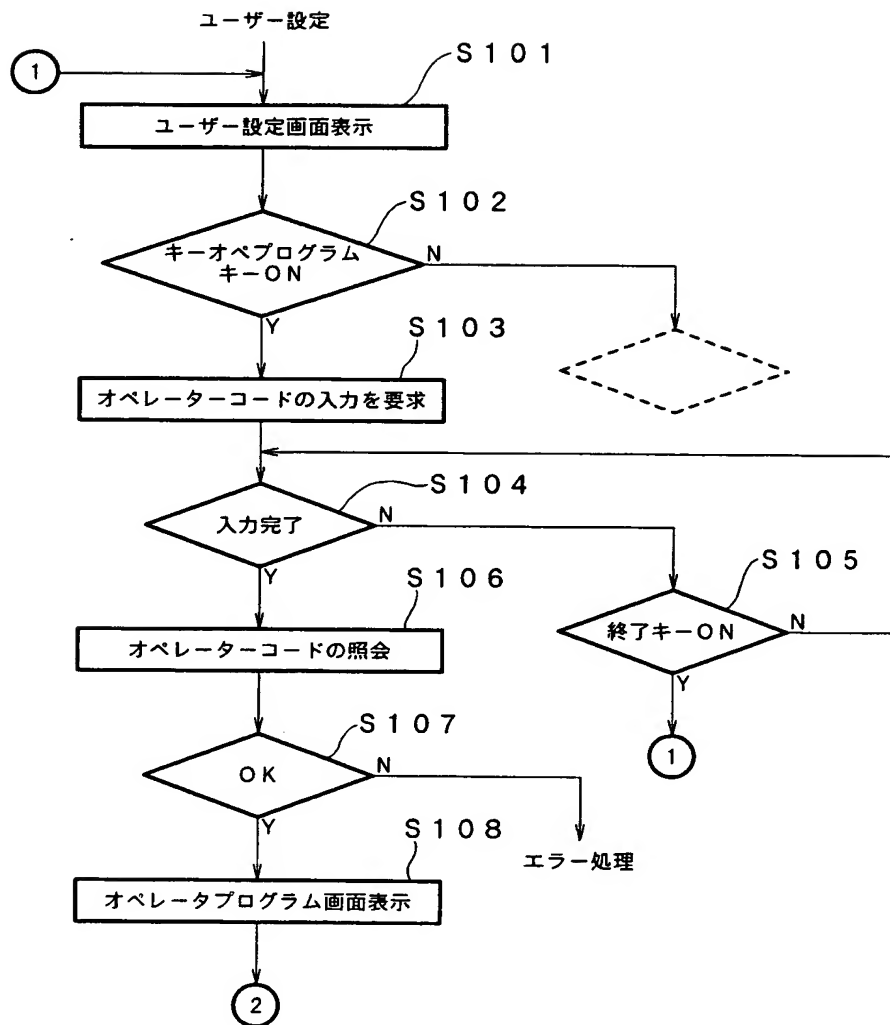 ユーザー設定
1
S101
ユーザー設定画面表示
S102
キーオペプログラム
キーON
N
Y
S103
オペレーターコードの入力を要求
S104
入力完了
N
Y
S105
終了キーON
N
Y
1
S106
オペレーターコードの照会
S107
OK
N
Y
エラー処理
S108
オペレータプログラム画面表示
2